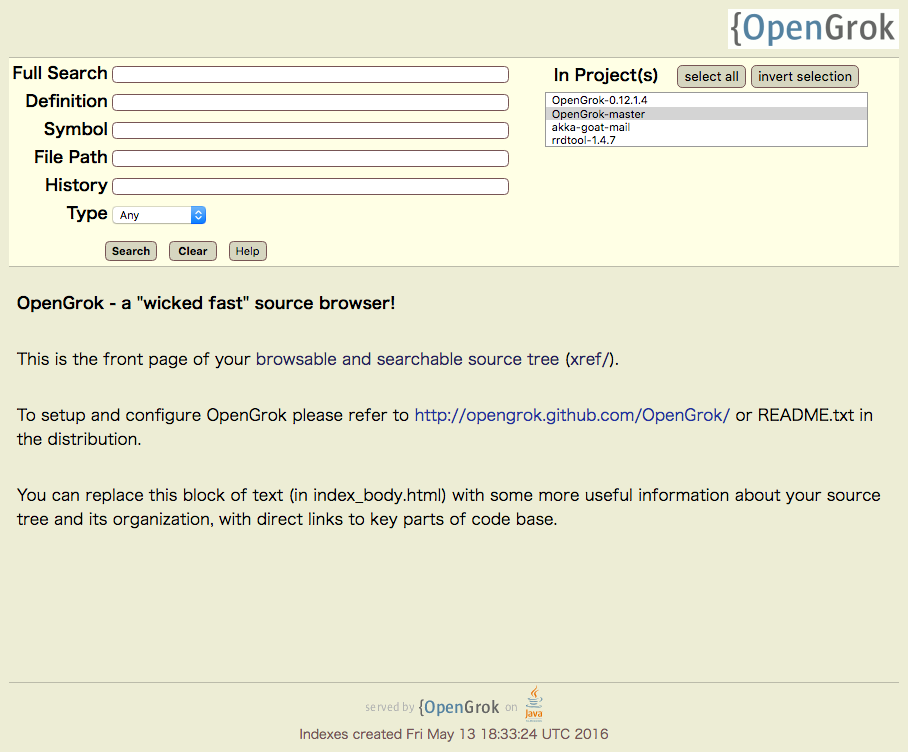 {OpenGrok
Full Search
Definition
Symbol
File Path
History
Type Any
Search Clear Help
In Project(s) select all invert selection
OpenGrok-0.12.1.4
OpenGrok-master
akka-goat-mail
rrdtool-1.4.7
OpenGrok - a "wicked fast" source browser!
This is the front page of your browsable and searchable source tree (xref/).
To setup and configure OpenGrok please refer to http://opengrok.github.com/OpenGrok/ or README.txt in
the distribution.
You can replace this block of text (in index_body.html) with some more useful information about your source
tree and its organization, with direct links to key parts of code base.
served by {OpenGrok on Java
Indexes created Fri May 13 18:33:24 UTC 2016